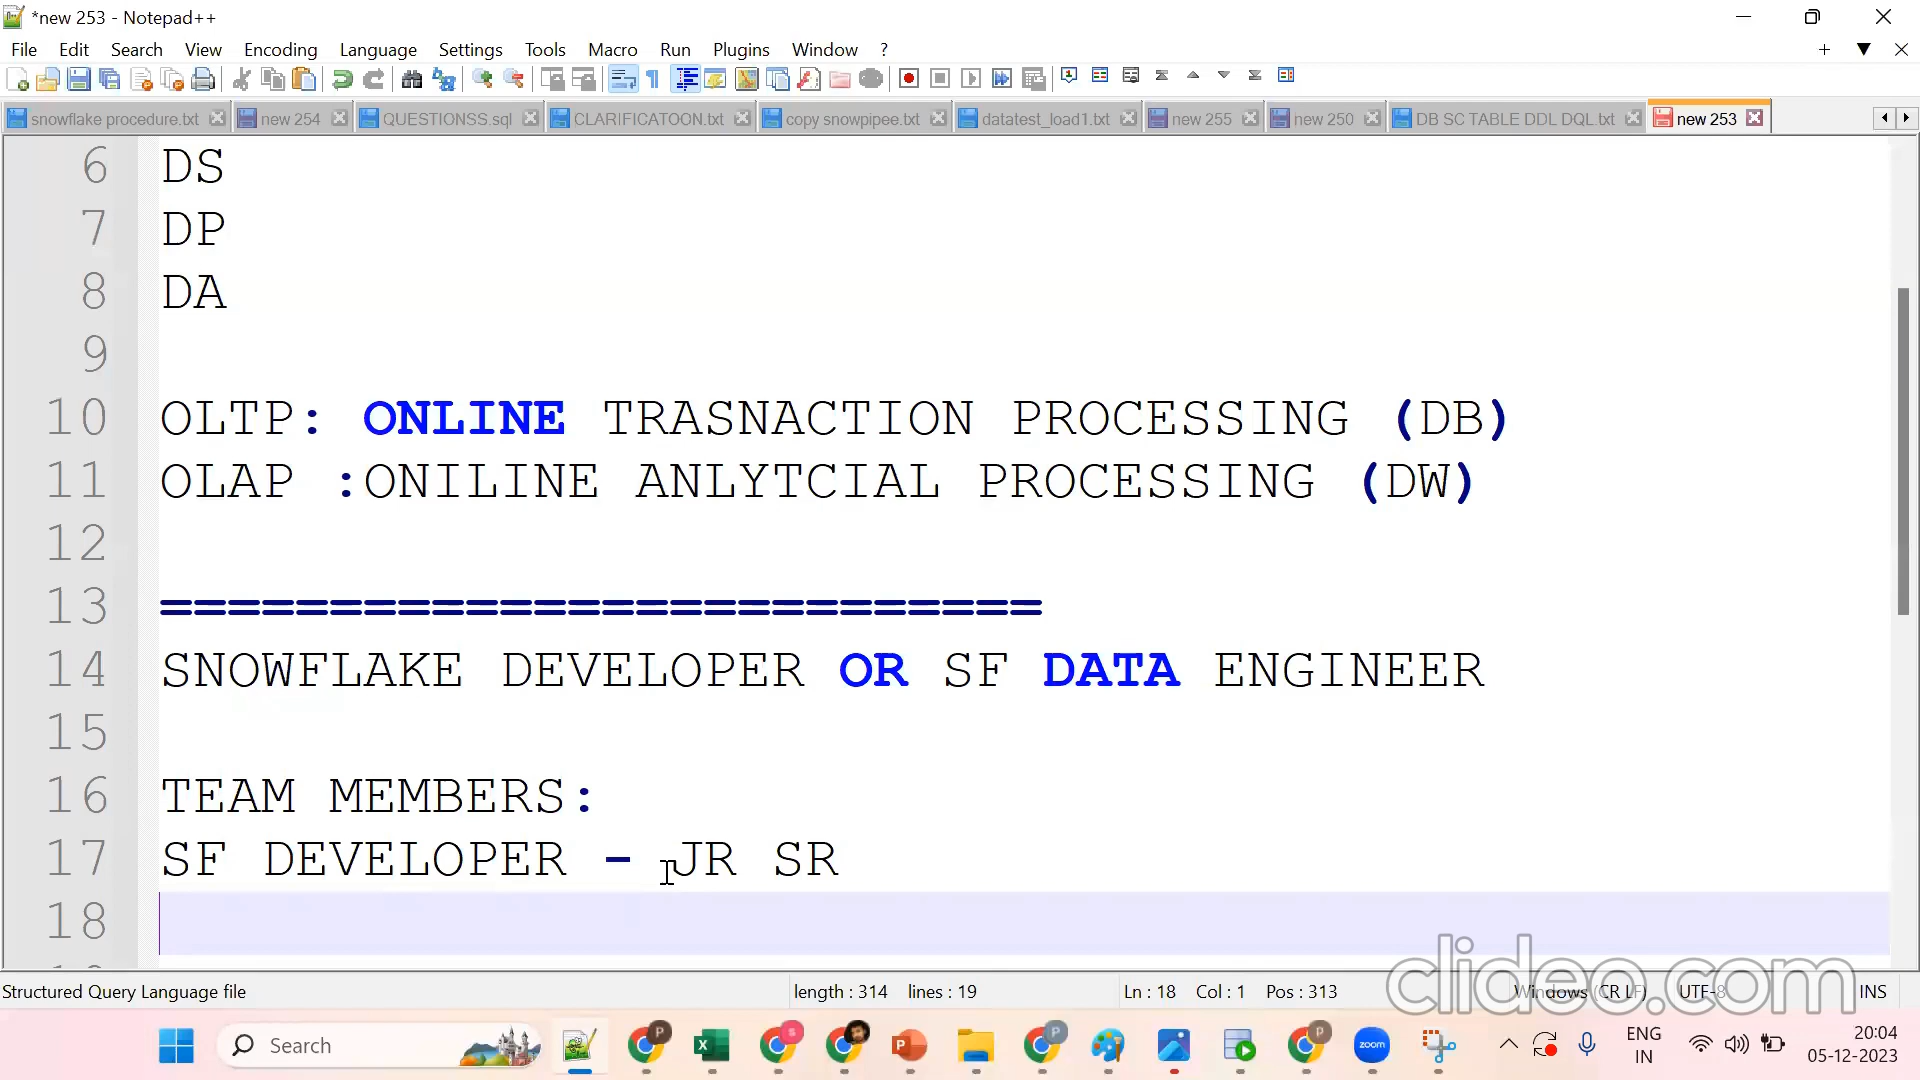 *new 253 - Notepad++
File Edit Search View Encoding Language Settings Tools Macro Run Plugins Window ?
snowflake procedure.txt new 254 QUESTIONSS.sql CLARIFICATOON.txt copy snowpipee.txt datatest_load1.txt new 255 new 250 DB SC TABLE DDL DQL.txt new 253
6 DS
7 DP
8 DA
9
10 OLTP: ONLINE TRASNACTION PROCESSING (DB)
11 OLAP :ONILINE ANLYTCIAL PROCESSING (DW)
12
13 ==========================
14 SNOWFLAKE DEVELOPER OR SF DATA ENGINEER
15
16 TEAM MEMBERS:
17 SF DEVELOPER - JR SR
18
clideo.com
Structured Query Language file length : 314 lines : 19 Ln : 18 Col : 1 Pos : 313 Windows (CR LF) UTF-8 INS
Search zoom ENG 20:04
IN 05-12-2023